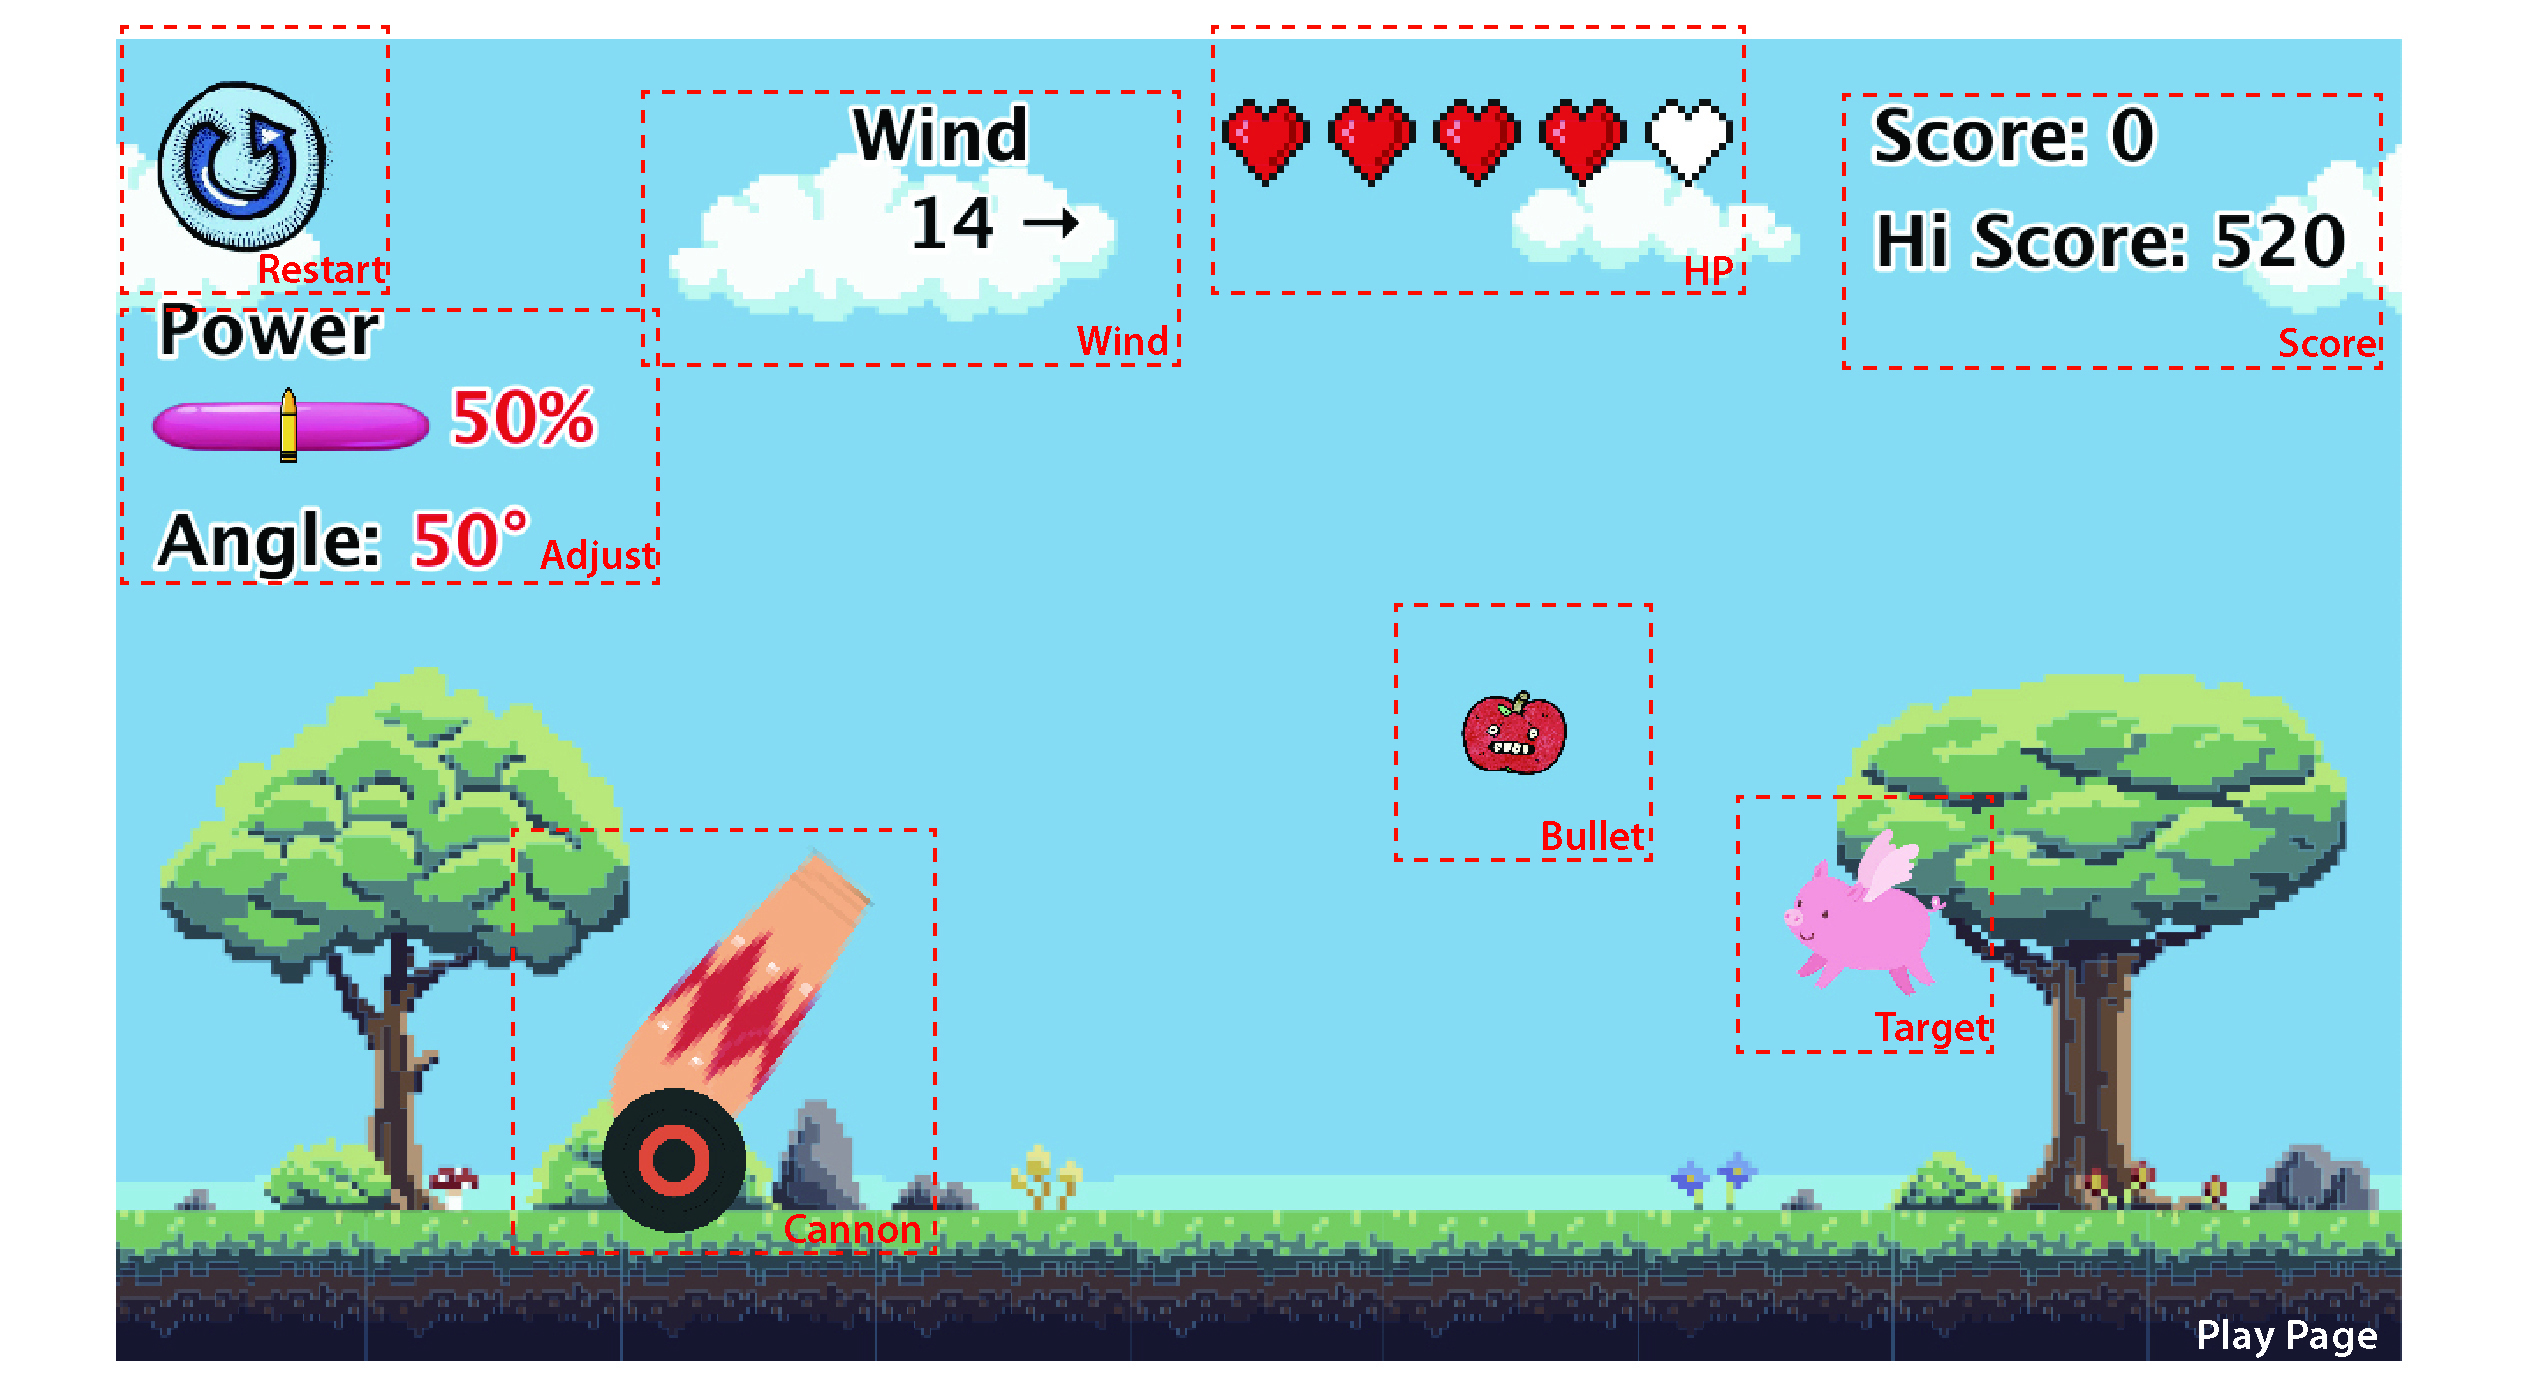 Restart
Wind
14 →
Wind
HP
Score: 0
Hi Score: 520
Score
Power
50%
Angle: 50°
Adjust
Bullet
Target
Cannon
Play Page